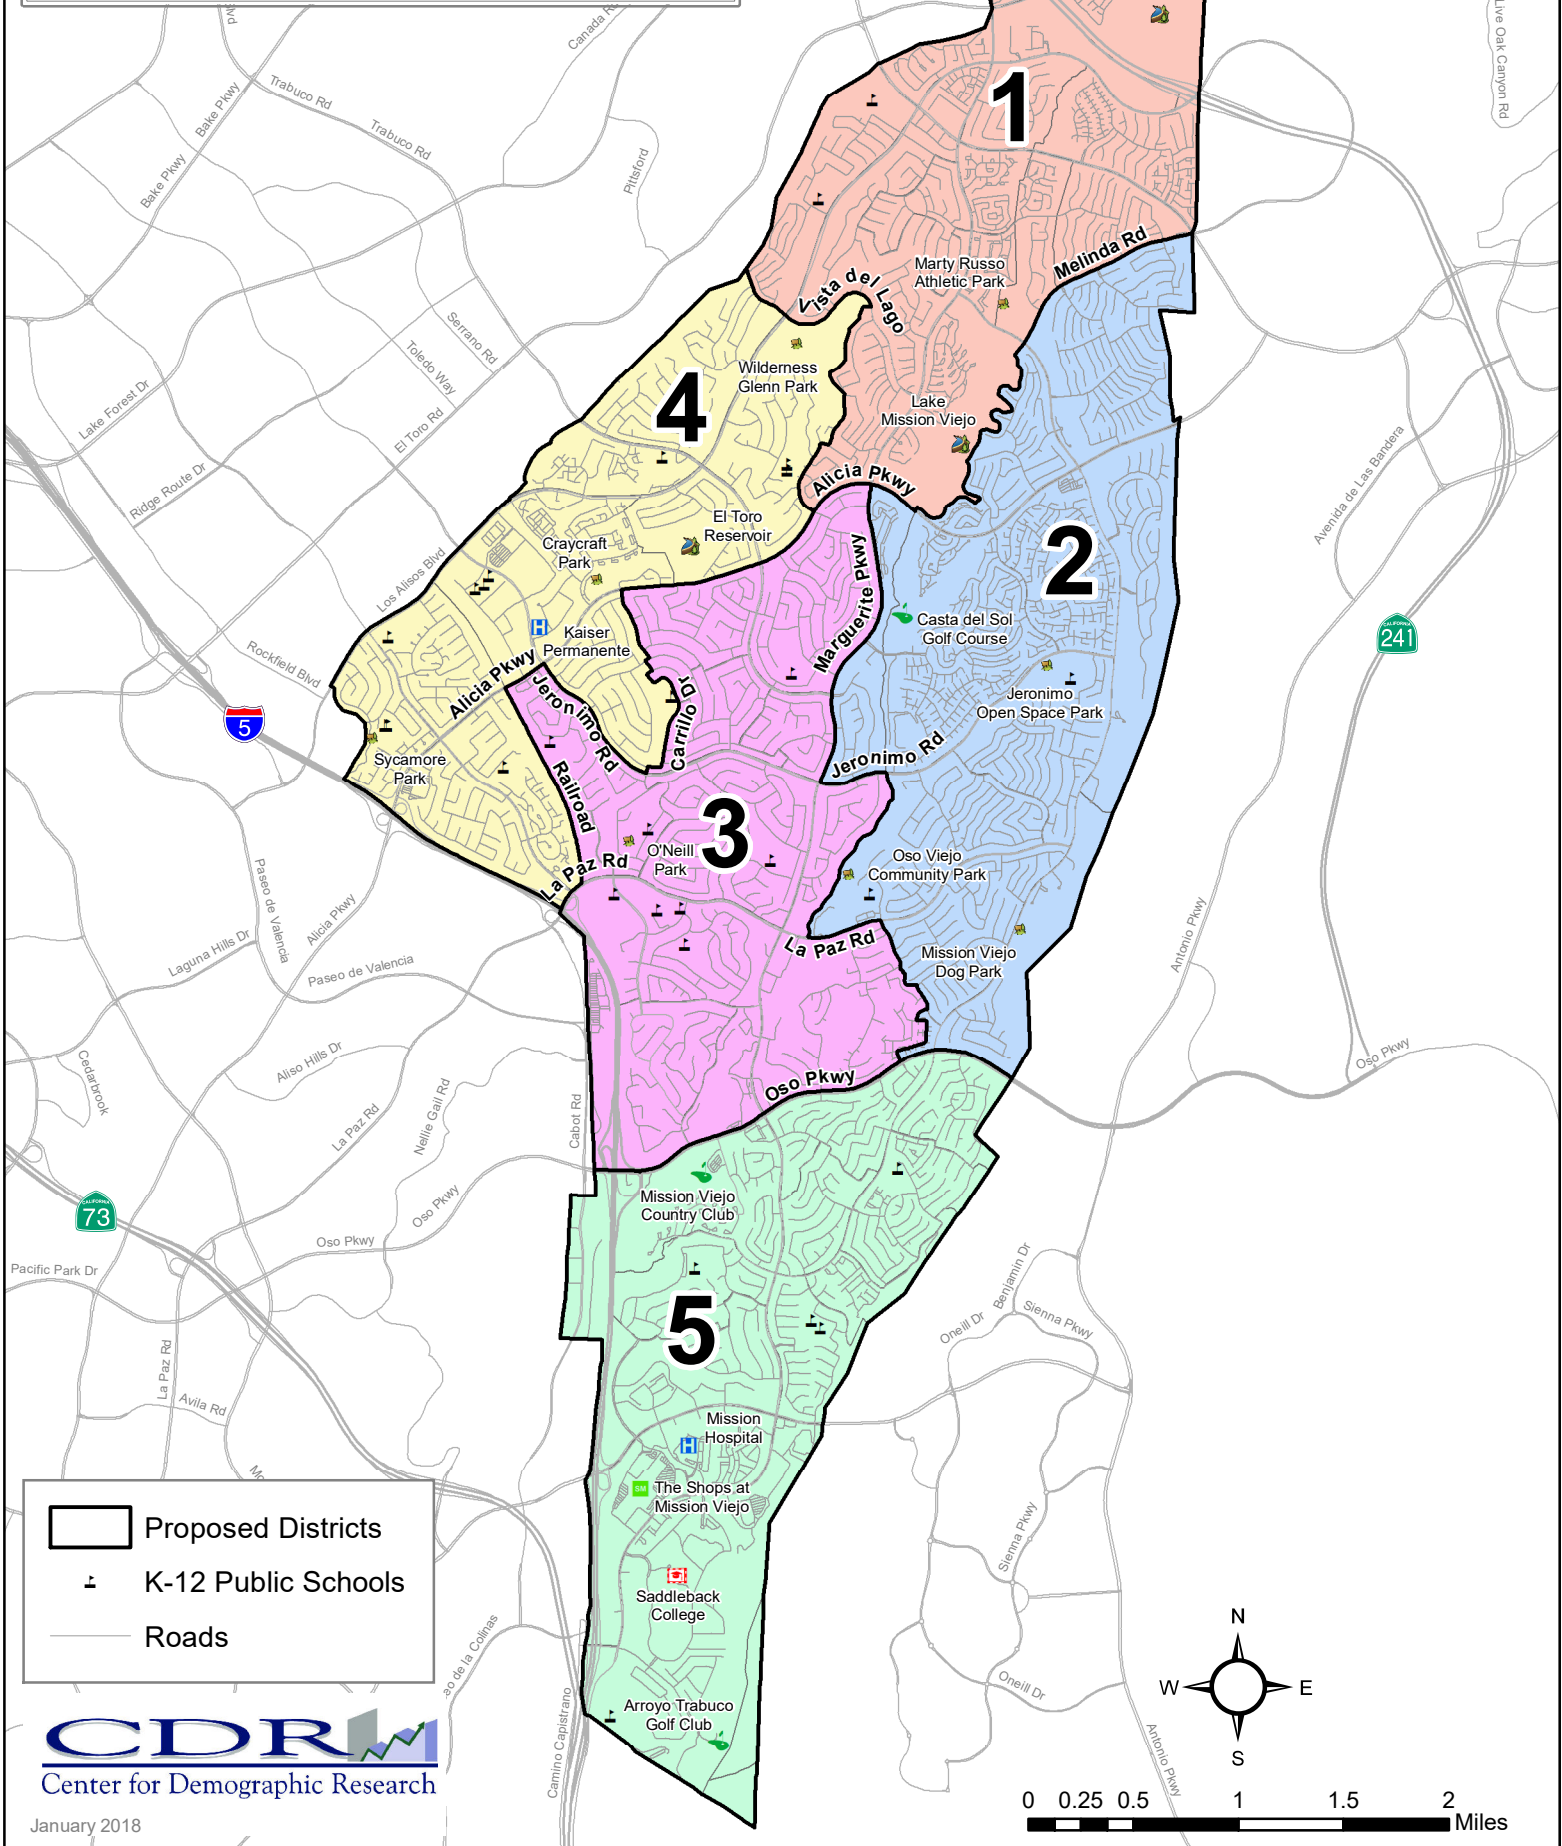 Canada Rd
Live Oak Canyon Rd
Trabuco Rd
Bake Pkwy
1
Trabuco Rd
Bake Pkwy
Pittsford
Melinda Rd
Marty Russo
Athletic Park
Vista del Lago
Serrano Rd
Toledo Way
Wilderness
Glenn Park
4
Lake Forest Dr
El Toro Rd
Lake
Mission Viejo
Ridge Route Dr
Alicia Pkwy
Avenida de Las Bandera
El Toro
Reservoir
Craycraft
Park
2
Los Alisos Blvd
Marguerite Pkwy
Casta del Sol
Golf Course
CALIFORNIA
241
Kaiser
Permanente
Rockfield Blvd
Alicia Pkwy
Jeronimo Rd
Carrillo Dr
Jeronimo
Open Space Park
5
Jeronimo Rd
Sycamore
Park
Railroad
3
O'Neill
Park
La Paz Rd
Oso Viejo
Community Park
Paseo de Valencia
Alicia Pkwy
Laguna Hills Dr
Paseo de Valencia
La Paz Rd
Mission Viejo
Dog Park
Antonio Pkwy
Oso Pkwy
Aliso Hills Dr
Cedarbrook
La Paz Rd
Nellie Gail Rd
Cabot Rd
Oso Pkwy
CALIFORNIA
73
Oso Pkwy
Oso Pkwy
Mission Viejo
Country Club
Pacific Park Dr
Benjamin Dr
Oneill Dr
Sienna Pkwy
5
La Paz Rd
Avila Rd
Mission
Hospital
SM
The Shops at
Mission Viejo
Proposed Districts
K-12 Public Schools
Roads
Sienna Pkwy
Saddleback
College
Oneill Dr
Arroyo Trabuco
Golf Club
Camino Capistrano
Antonio Pkwy
N
W
E
S
CDR
Center for Demographic Research
January 2018
0 0.25 0.5 1 1.5 2
Miles